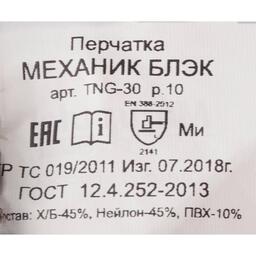 Перчатка
МЕХАНИК БЛЭК
арт. TNG-30 р.10
EN 388-2012
EAC i Ми
2141
Р ТС 019/2011 Изг. 07.2018г.
ГОСТ 12.4.252-2013
став: Х/Б-45%, Нейлон-45%, ПВХ-10%